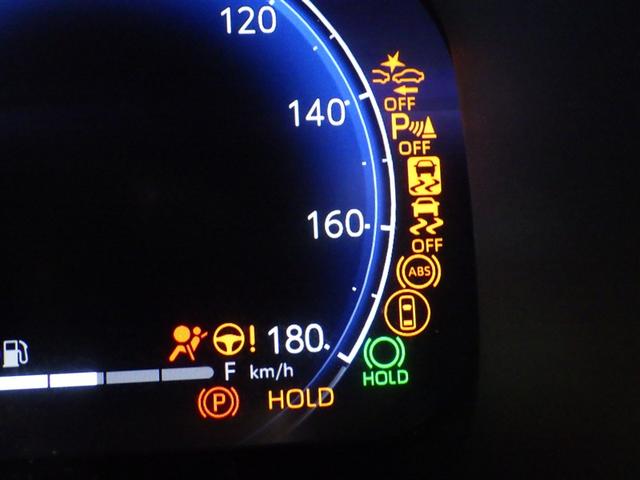 120
140
OFF
P
OFF
160
OFF
ABS
180
F km/h
HOLD
P HOLD